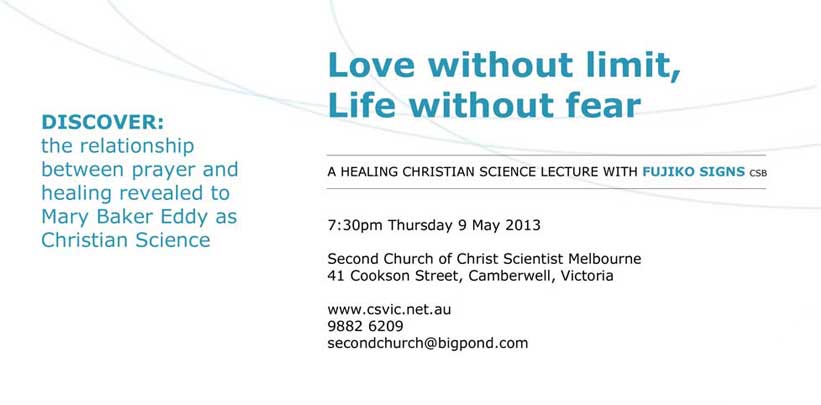 Love without limit,
Life without fear
DISCOVER:
the relationship
between prayer and
healing revealed to
Mary Baker Eddy as
Christian Science
A HEALING CHRISTIAN SCIENCE LECTURE WITH FUJIKO SIGNS CSB
7:30pm Thursday 9 May 2013
Second Church of Christ Scientist Melbourne
41 Cookson Street, Camberwell, Victoria
www.csvic.net.au
9882 6209
secondchurch@bigpond.com